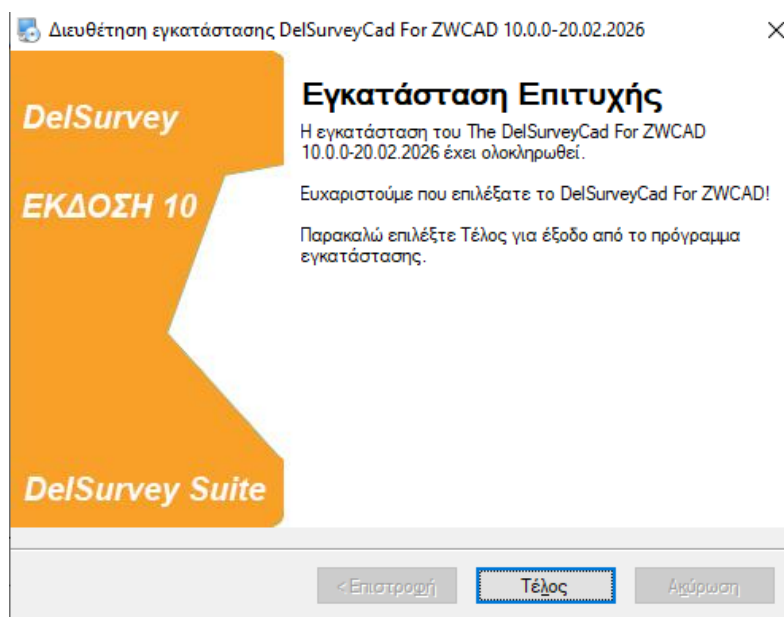 Διευθέτηση εγκατάστασης DelSurveyCad For ZWCAD 10.0.0-20.02.2026
DelSurvey
ΕΚΔΟΣΗ 10
DelSurvey Suite
Εγκατάσταση Επιτυχής
Η εγκατάσταση του The DelSurveyCad For ZWCAD
10.0.0-20.02.2026 έχει ολοκληρωθεί.
Ευχαριστούμε που επιλέξατε το DelSurveyCad For ZWCAD!
Παρακαλώ επιλέξτε Τέλος για έξοδο από το πρόγραμμα
εγκατάστασης.
<Επιστροφή
Τέλος
Ακύρωση